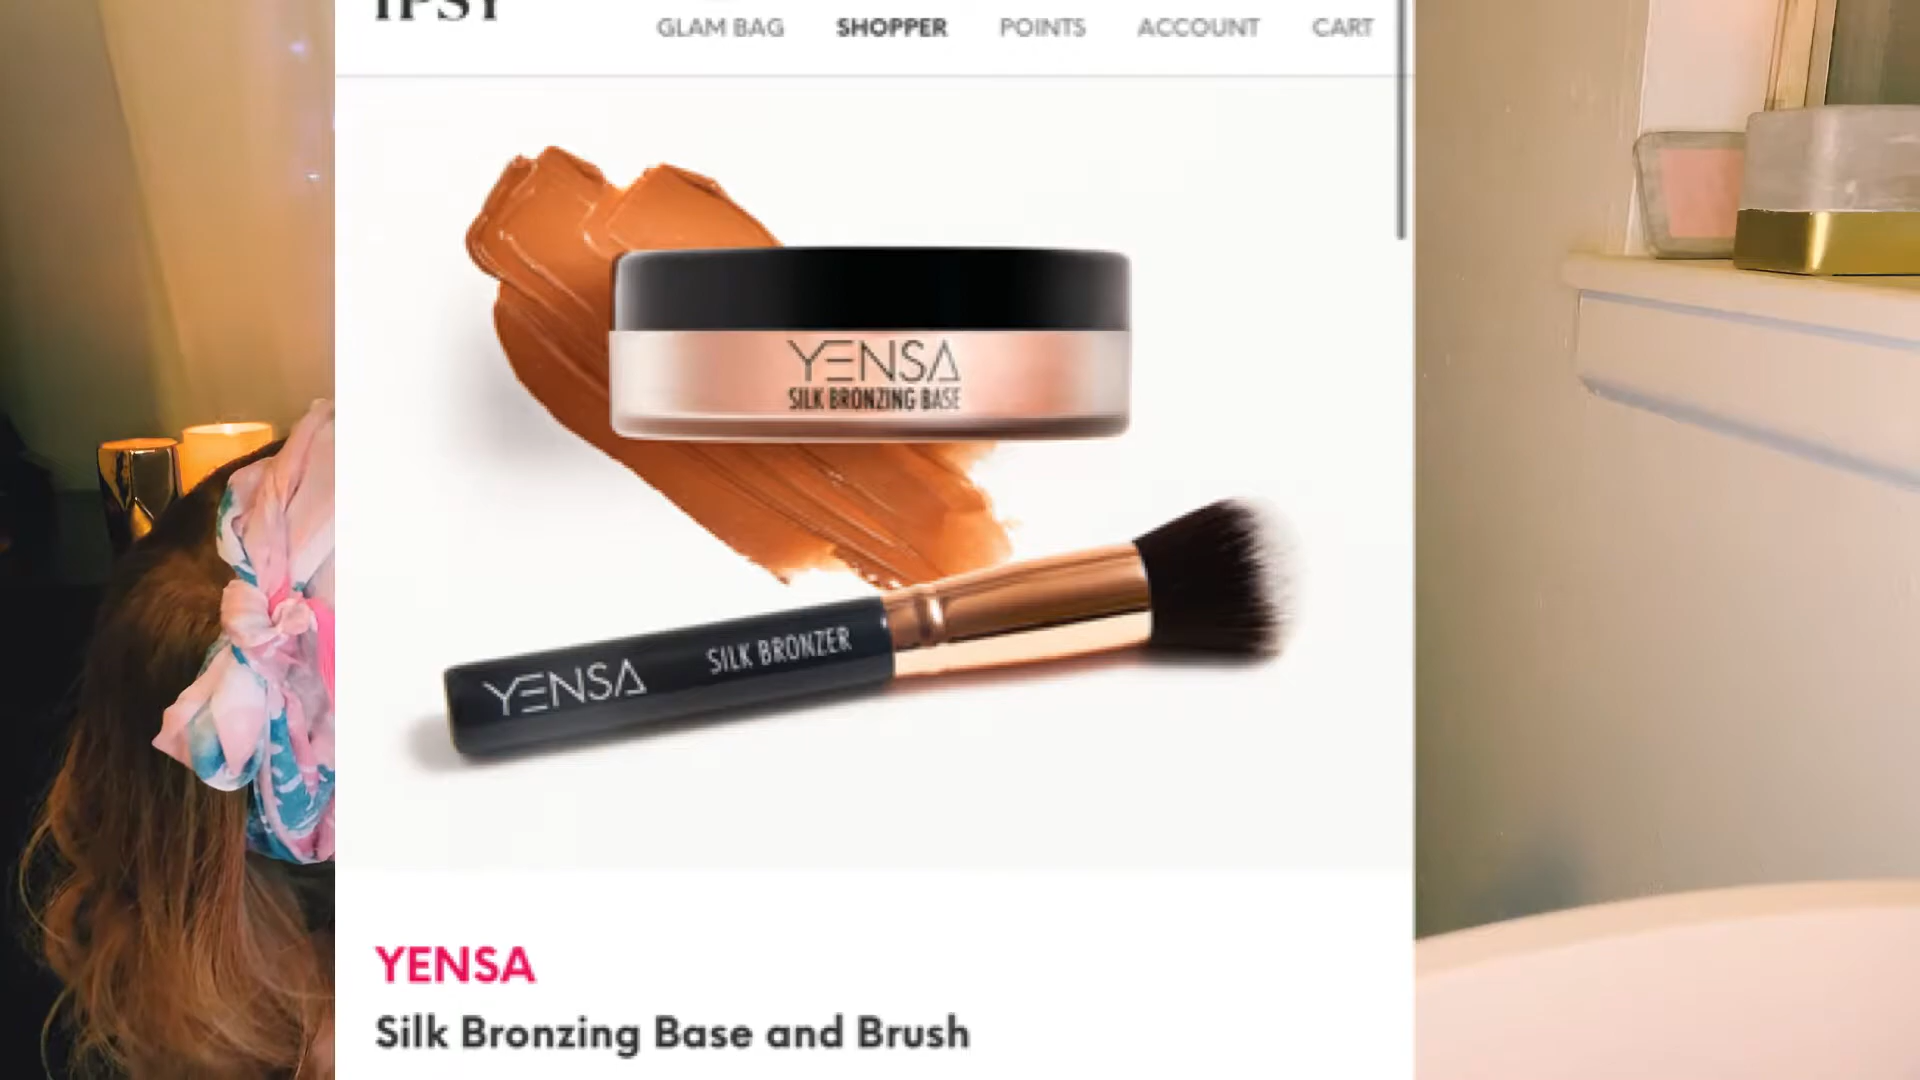 IPSY
GLAM BAG SHOPPER POINTS ACCOUNT CART
YENSA
SILK BRONZING BASE
YENSA SILK BRONZER
YENSA
Silk Bronzing Base and Brush